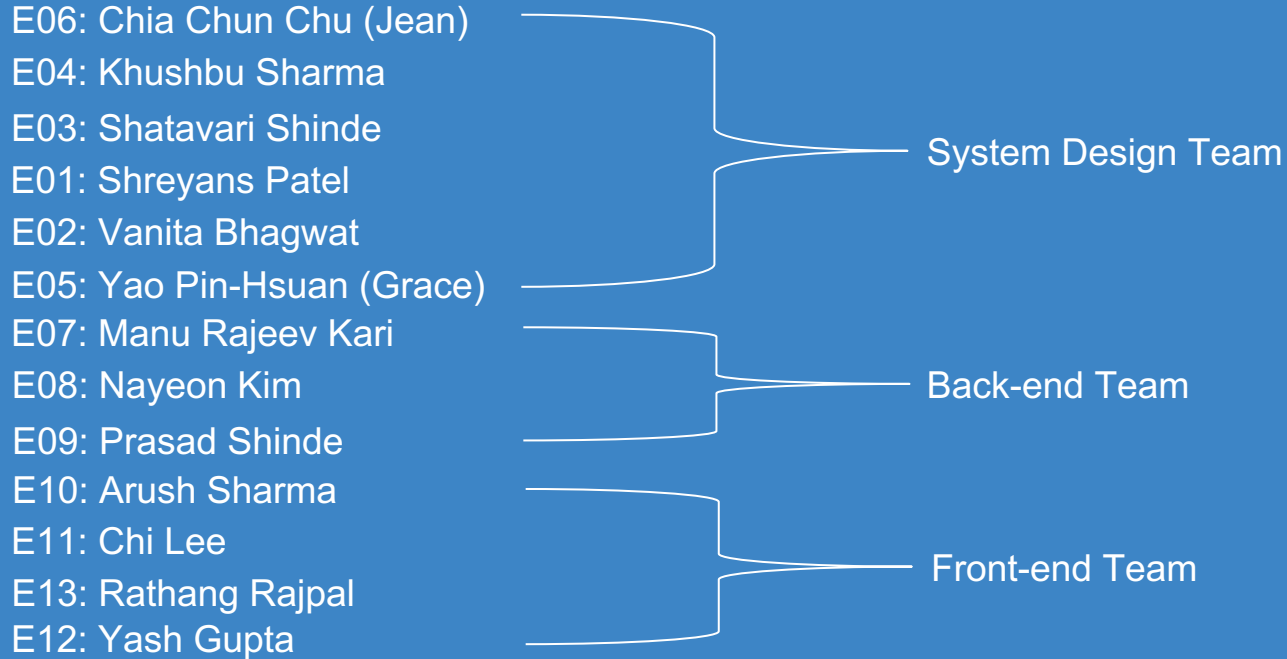 E06: Chia Chun Chu (Jean)
E04: Khushbu Sharma
E03: Shatavari Shinde
E01: Shreyans Patel
E02: Vanita Bhagwat
E05: Yao Pin-Hsuan (Grace)
System Design Team
E07: Manu Rajeev Kari
E08: Nayeon Kim
E09: Prasad Shinde
Back-end Team
E10: Arush Sharma
E11: Chi Lee
E13: Rathang Rajpal
E12: Yash Gupta
Front-end Team